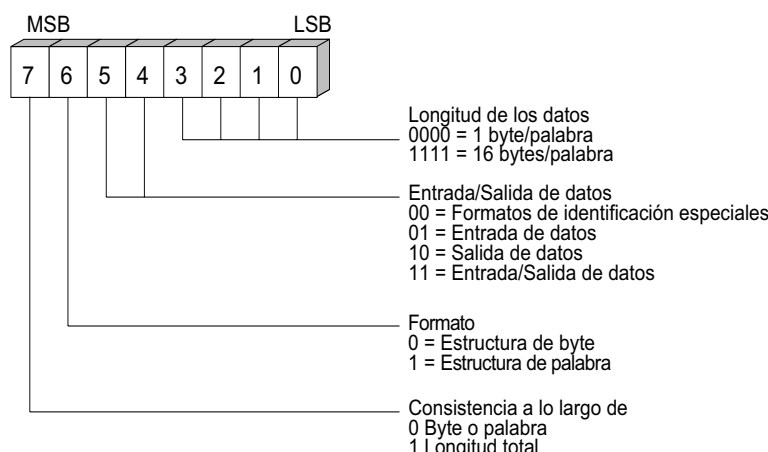 MSB LSB
7 6 5 4 3 2 1 0
Longitud de los datos
0000 = 1 byte/palabra
1111 = 16 bytes/palabra
Entrada/Salida de datos
00 = Formatos de identificación especiales
01 = Entrada de datos
10 = Salida de datos
11 = Entrada/Salida de datos
Formato
0 = Estructura de byte
1 = Estructura de palabra
Consistencia a lo largo de
0 Byte o palabra
1 Longitud total